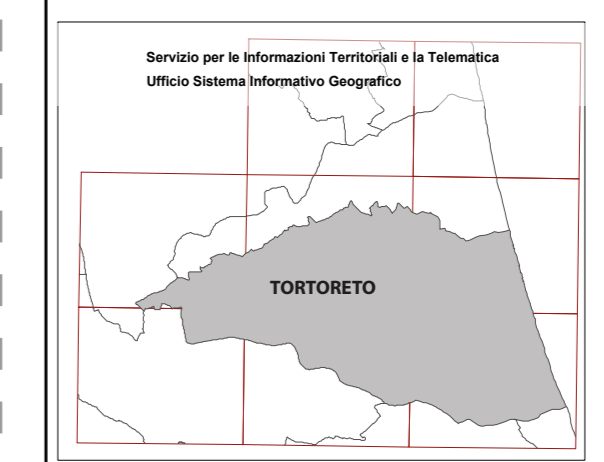 Servizio per le Informazioni Territoriali e la Telematica
Ufficio Sistema Informativo Geografico
TORTORETO